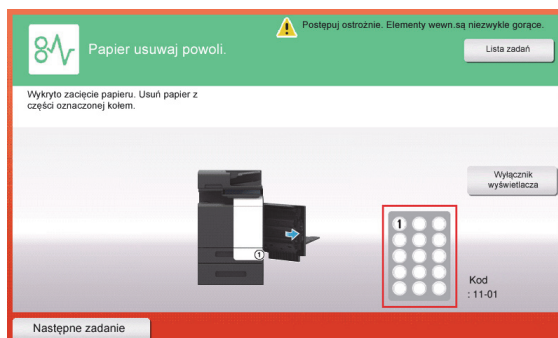 Postępuj ostrożnie. Elementy wewn.są niezwykle gorące.
Papier usuwaj powoli.
Lista zadań
Wykryto zacięcie papieru. Usuń papier z
części oznaczonej kołem.
Wyłącznik
wyświetlacza
1
1
Kod
: 11-01
Następne zadanie